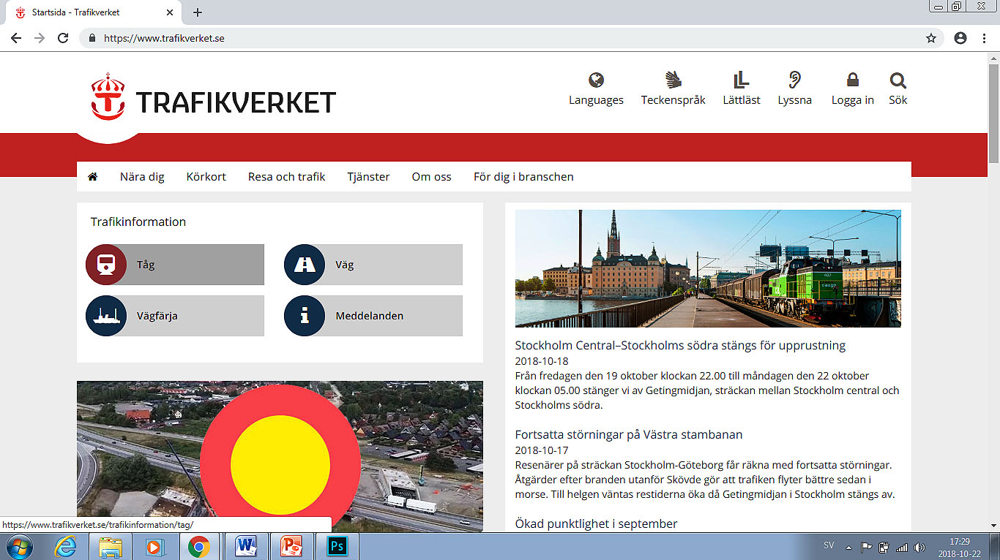 Startsida - Trafikverket
https://www.trafikverket.se
TRAFIKVERKET
Languages
Teckenspråk
Lättläst
Lyssna
Logga in
Sök
Nära dig
Körkort
Resa och trafik
Tjänster
Om oss
För dig i branschen
Trafikinformation
Tåg
Väg
Vägfärja
Meddelanden
cargo
Stockholm Central–Stockholms södra stängs för upprustning
2018-10-18
Från fredagen den 19 oktober klockan 22.00 till måndagen den 22 oktober
klockan 05.00 stänger vi av Getingmidjan, sträckan mellan Stockholm central och
Stockholms södra.
Fortsatta störningar på Västra stambanan
2018-10-17
Resenärer på sträckan Stockholm-Göteborg får räkna med fortsatta störningar.
Åtgärder efter branden utanför Skövde gör att trafiken flyter bättre sedan i
morse. Till helgen väntas restiderna öka då Getingmidjan i Stockholm stängs av.
Ökad punktlighet i september
https://www.trafikverket.se/trafikinformation/tag/
Ps
SV
17:29
2018-10-22